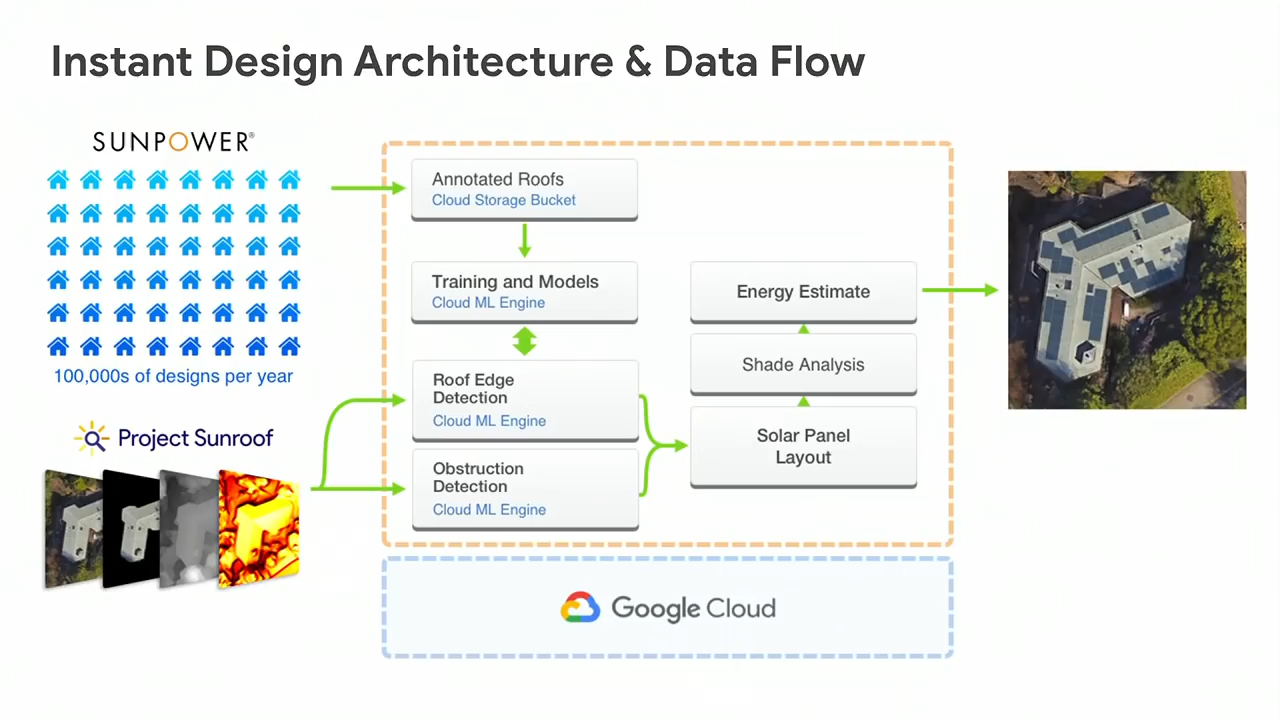 Instant Design Architecture & Data Flow
SUNPOWER®
100,000s of designs per year
Project Sunroof
Annotated Roofs
Cloud Storage Bucket
Training and Models
Cloud ML Engine
Roof Edge
Detection
Cloud ML Engine
Obstruction
Detection
Cloud ML Engine
Energy Estimate
Shade Analysis
Solar Panel
Layout
Google Cloud